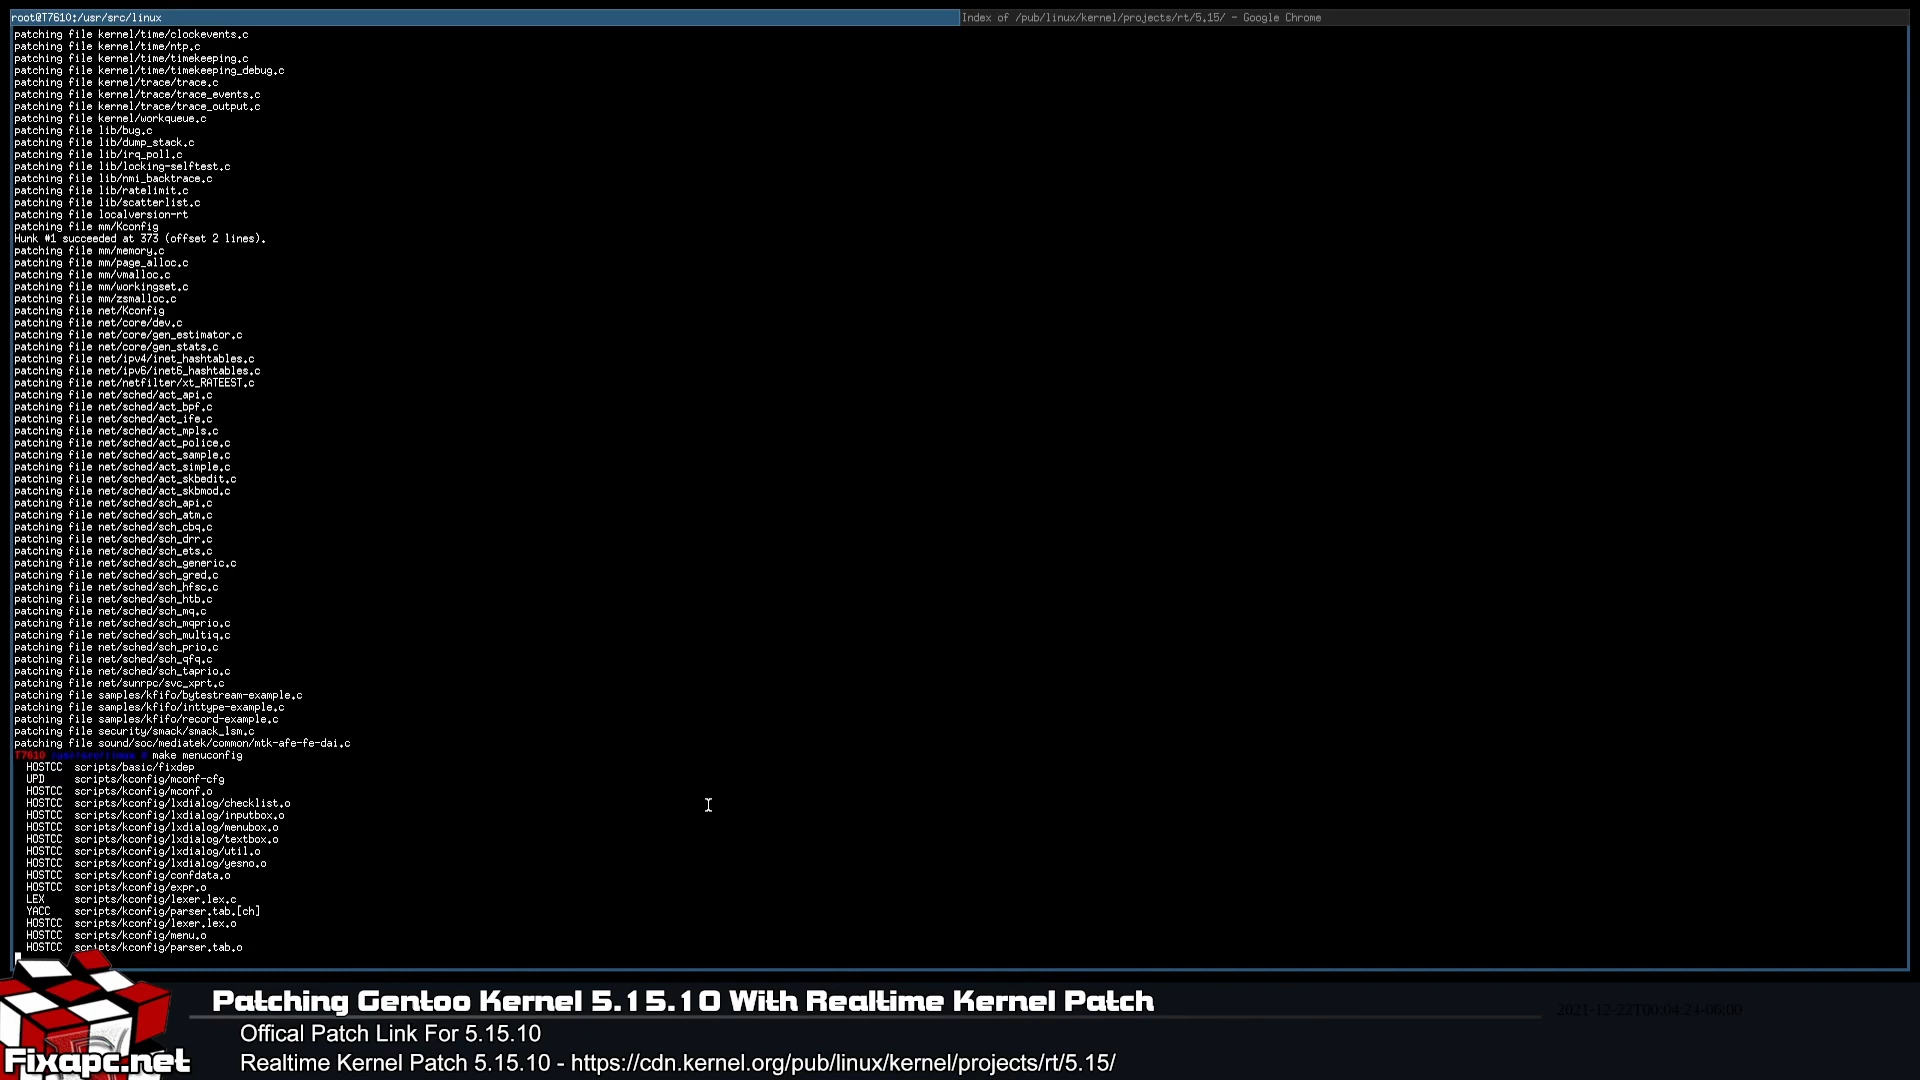 root@T7610:/usr/src/linux
Index of /pub/linux/kernel/projects/rt/5.15/ - Google Chrome
patching file kernel/time/clockevents.c
patching file kernel/time/ntp.c
patching file kernel/time/timekeeping.c
patching file kernel/time/timekeeping_debug.c
patching file kernel/trace/trace.c
patching file kernel/trace/trace_events.c
patching file kernel/trace/trace_output.c
patching file kernel/workqueue.c
patching file lib/bug.c
patching file lib/dump_stack.c
patching file lib/irq_poll.c
patching file lib/locking-selftest.c
patching file lib/nmi_backtrace.c
patching file lib/ratelimit.c
patching file lib/scatterlist.c
patching file localversion-rt
patching file mm/Kconfig
Hunk #1 succeeded at 373 (offset 2 lines).
patching file mm/memory.c
patching file mm/page_alloc.c
patching file mm/vmalloc.c
patching file mm/workingset.c
patching file mm/zsmalloc.c
patching file net/Kconfig
patching file net/core/dev.c
patching file net/core/gen_estimator.c
patching file net/core/gen_stats.c
patching file net/ipv4/inet_hashtables.c
patching file net/ipv6/inet6_hashtables.c
patching file net/netfilter/xt_RATEEST.c
patching file net/sched/act_api.c
patching file net/sched/act_bpf.c
patching file net/sched/act_ife.c
patching file net/sched/act_mpls.c
patching file net/sched/act_police.c
patching file net/sched/act_sample.c
patching file net/sched/act_simple.c
patching file net/sched/act_skbedit.c
patching file net/sched/act_skbmod.c
patching file net/sched/sch_api.c
patching file net/sched/sch_atm.c
patching file net/sched/sch_cbq.c
patching file net/sched/sch_drr.c
patching file net/sched/sch_ets.c
patching file net/sched/sch_generic.c
patching file net/sched/sch_gred.c
patching file net/sched/sch_hfsc.c
patching file net/sched/sch_htb.c
patching file net/sched/sch_mq.c
patching file net/sched/sch_mqprio.c
patching file net/sched/sch_multiq.c
patching file net/sched/sch_prio.c
patching file net/sched/sch_qfq.c
patching file net/sched/sch_taprio.c
patching file net/sunrpc/svc_xprt.c
patching file samples/kfifo/bytestream-example.c
patching file samples/kfifo/inttype-example.c
patching file samples/kfifo/record-example.c
patching file security/smack/smack_lsm.c
patching file sound/soc/mediatek/common/mtk-afe-fe-dai.c
T7610 make menuconfig
HOSTCC scripts/basic/fixdep
UPD scripts/kconfig/mconf-cfg
HOSTCC scripts/kconfig/mconf.o
HOSTCC scripts/kconfig/lxdialog/checklist.o
HOSTCC scripts/kconfig/lxdialog/inputbox.o
HOSTCC scripts/kconfig/lxdialog/menubox.o
HOSTCC scripts/kconfig/lxdialog/textbox.o
HOSTCC scripts/kconfig/lxdialog/util.o
HOSTCC scripts/kconfig/lxdialog/yesno.o
HOSTCC scripts/kconfig/confdata.o
HOSTCC scripts/kconfig/expr.o
LEX scripts/kconfig/lexer.lex.c
YACC scripts/kconfig/parser.tab.[ch]
HOSTCC scripts/kconfig/lexer.lex.o
HOSTCC scripts/kconfig/menu.o
HOSTCC scripts/kconfig/parser.tab.o
Patching Gentoo Kernel 5.15.10 With Realtime Kernel Patch
2021-12-22T00:04:24-06:00
Offical Patch Link For 5.15.10
Realtime Kernel Patch 5.15.10 - https://cdn.kernel.org/pub/linux/kernel/projects/rt/5.15/
Fixapc.net